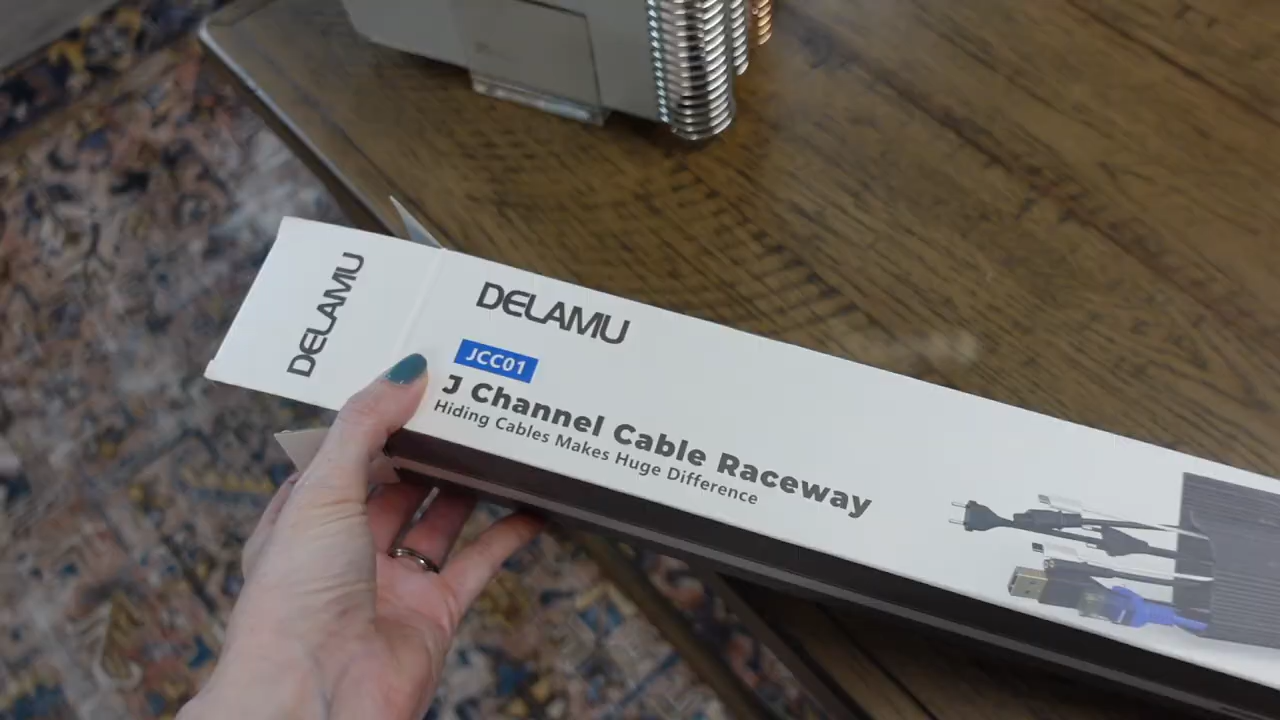 DELAMU
DELAMU
JCC01
J Channel Cable Raceway
Hiding Cables Makes Huge Difference